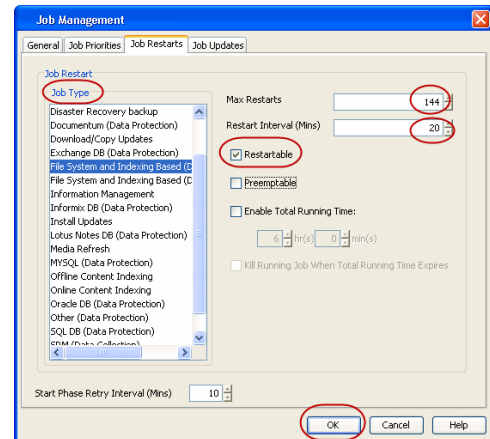 Job Management
General Job Priorities Job Restarts Job Updates
Job Restart
Job Type
Disaster Recovery backup
Documentum (Data Protection)
Download/Copy Updates
Exchange DB (Data Protection)
File System and Indexing Based (D
File System and Indexing Based (D
Information Management
Informix DB (Data Protection)
Install Updates
Lotus Notes DB (Data Protection)
Media Refresh
MYSQL (Data Protection)
Offline Content Indexing
Online Content Indexing
Oracle DB (Data Protection)
Other (Data Protection)
SQL DB (Data Protection)
SRM (Data Collection)
Max Restarts 144
Restart Interval (Mins) 20
Restartable
Preemptable
Enable Total Running Time:
6 hr(s) 0 min(s)
Kill Running Job When Total Running Time Expires
Start Phase Retry Interval (Mins) 10
OK Cancel Help